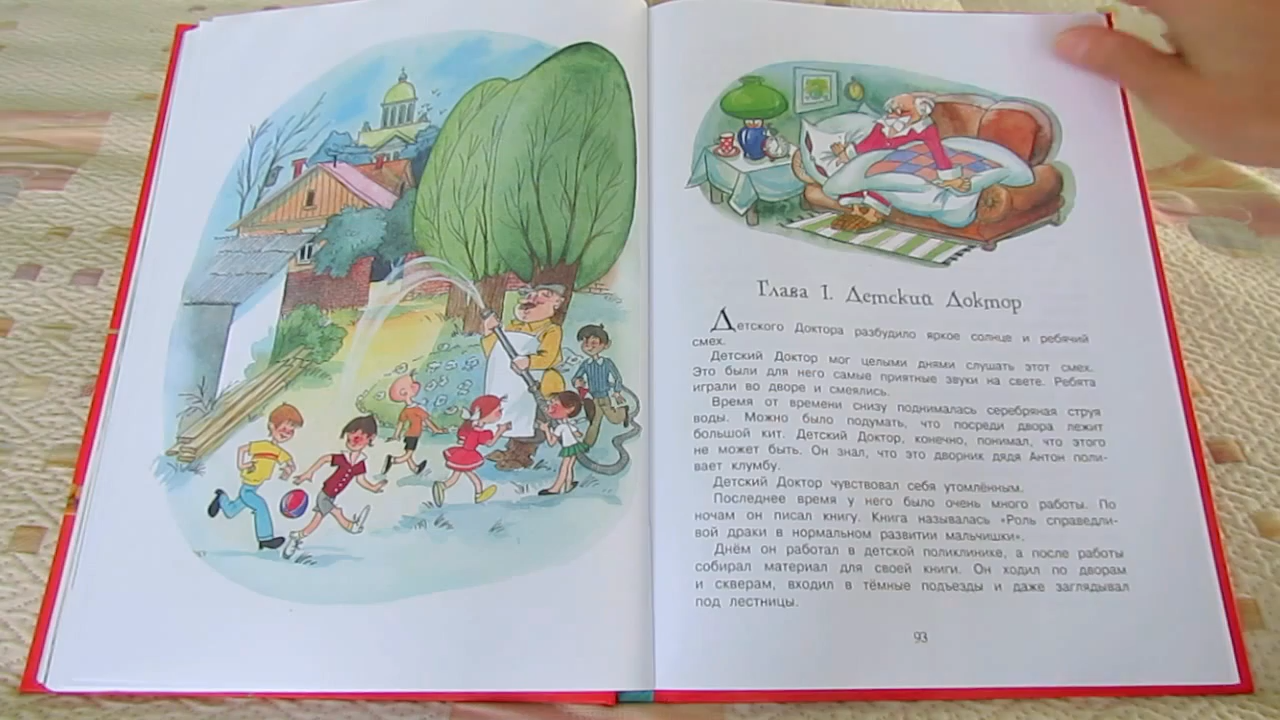 Глава 1. Детский Доктор
Детского Доктора разбудило яркое солнце и ребячий
смех.
Детский Доктор мог целыми днями слушать этот смех.
Это были для него самые приятные звуки на свете. Ребята
играли во дворе и смеялись.
Время от времени снизу поднималась серебряная струя
воды. Можно было подумать, что посреди двора лежит
большой кит. Детский Доктор, конечно, понимал, что этого
не может быть. Он знал, что это дворник дядя Антон поли-
вает клумбу.
Детский Доктор чувствовал себя утомлённым.
Последнее время у него было очень много работы. По
ночам он писал книгу. Книга называлась «Роль справедли-
вой драки в нормальном развитии мальчишки».
Днём он работал в детской поликлинике, а после работы
собирал материал для своей книги. Он ходил по дворам
и скверам, входил в тёмные подъезды и даже заглядывал
под лестницы.
93